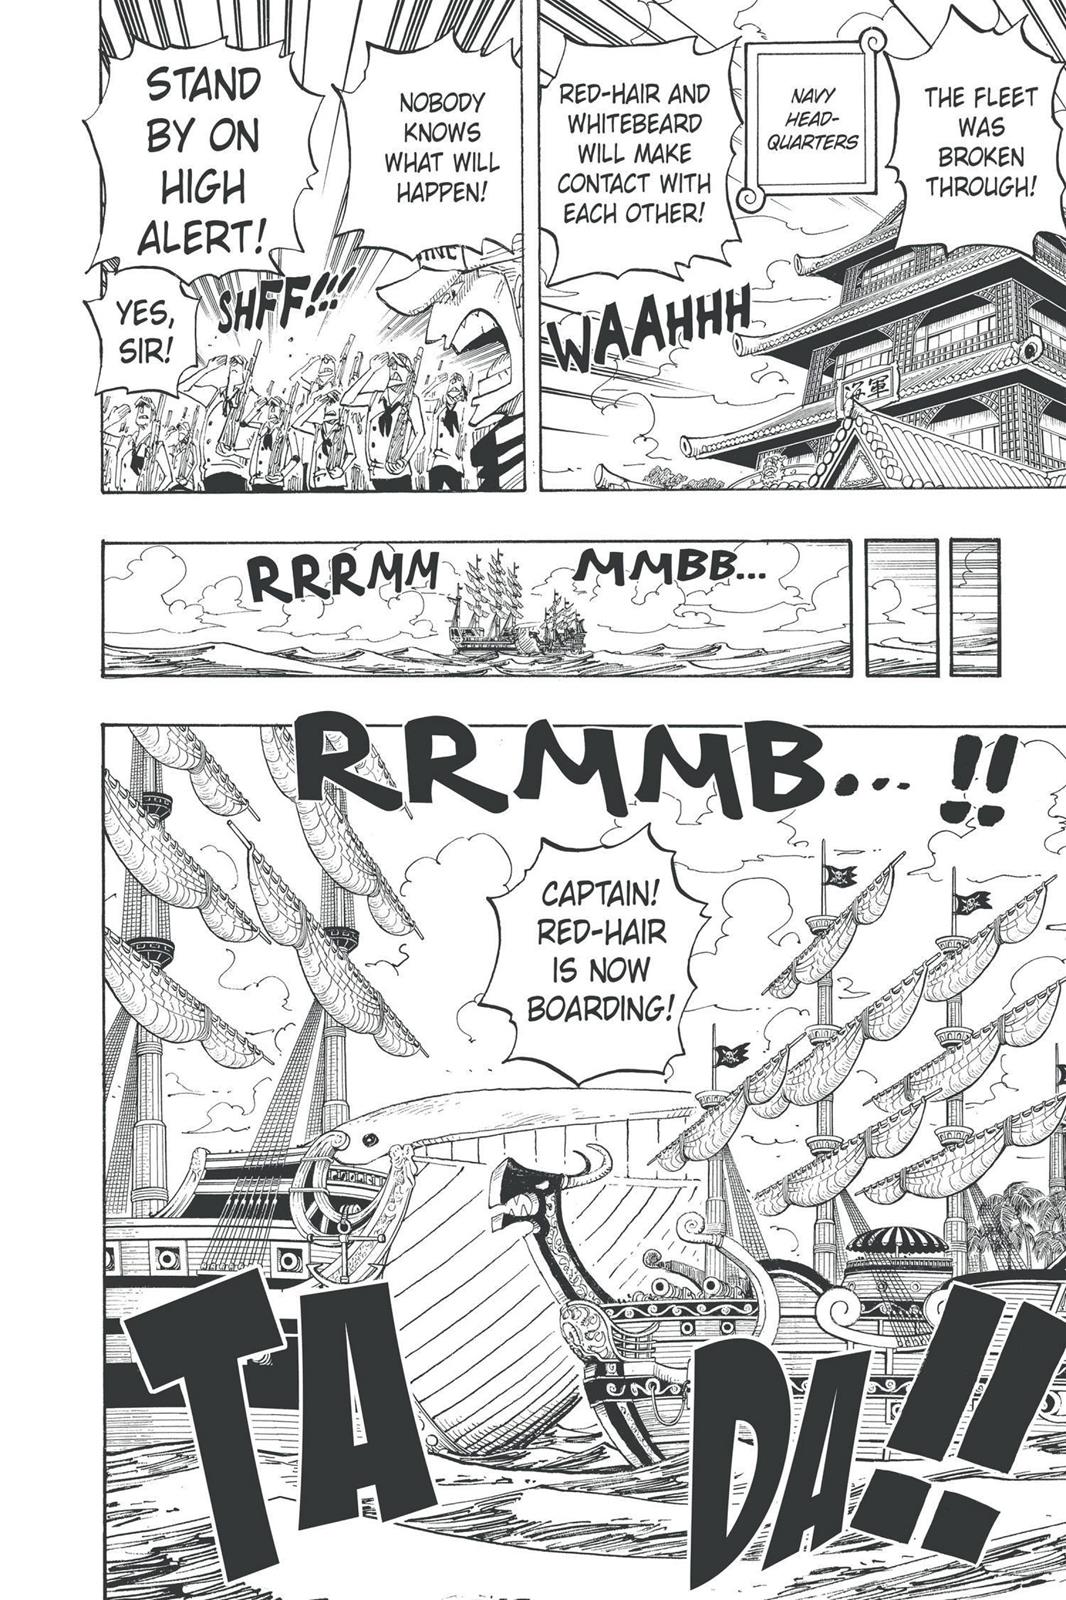 THE FLEET
WAS
BROKEN
THROUGH!
NAVY
HEAD-
QUARTERS
RED-HAIR AND
WHITEBEARD
WILL MAKE
CONTACT WITH
EACH OTHER!
WAAHHH
海軍
NOBODY
KNOWS
WHAT WILL
HAPPEN!
STAND
BY ON
HIGH
ALERT!
SHFF!!!
YES,
SIR!
RRRMM
MMBB...
RRMMB...!!
CAPTAIN!
RED-HAIR
IS NOW
BOARDING!
TA
DA!!